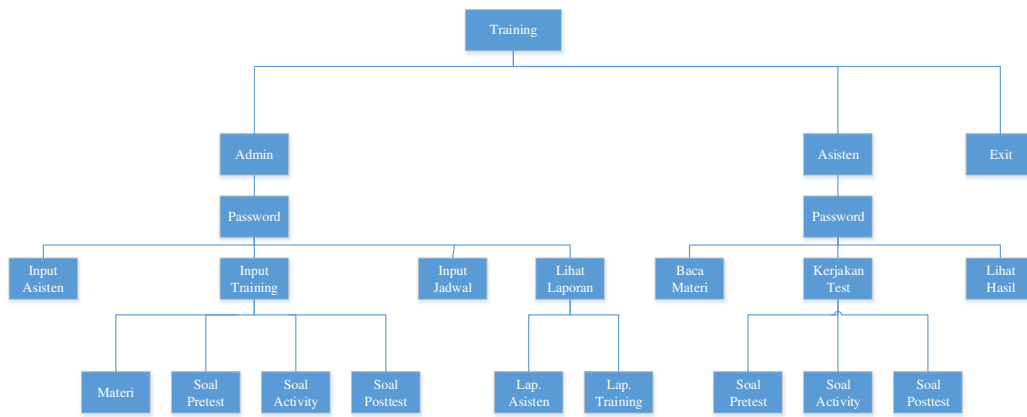 Training
Admin
Asisten
Exit
Password
Password
Input
Asisten
Input
Training
Input
Jadwal
Lihat
Laporan
Baca
Materi
Kerjakan
Test
Lihat
Hasil
Materi
Soal
Pretest
Soal
Activity
Soal
Posttest
Lap.
Asisten
Lap.
Training
Soal
Pretest
Soal
Activity
Soal
Posttest